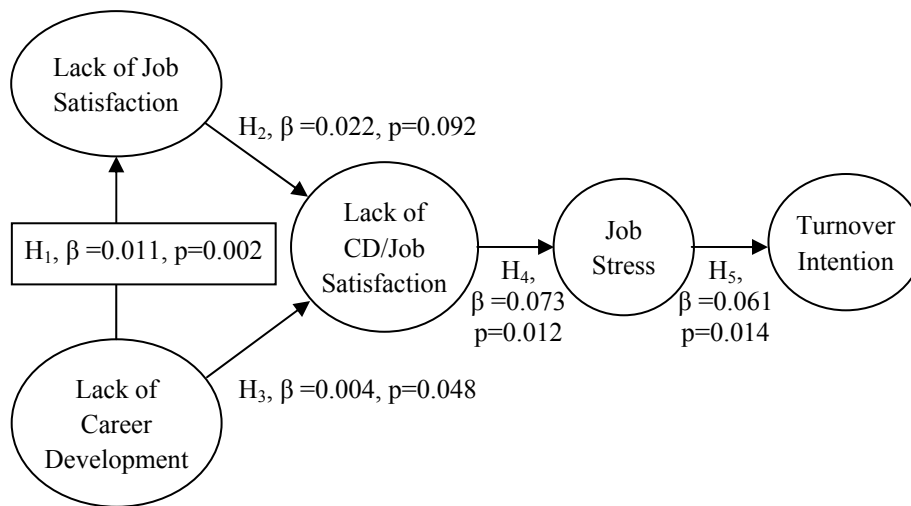 Lack of Job
Satisfaction
H₂, β =0.022, p=0.092
H₁, β =0.011, p=0.002
Lack of
CD/Job
Satisfaction
Job
Stress
Turnover
Intention
H₄,
β =0.073
p=0.012
H₅,
β =0.061
p=0.014
Lack of
Career
Development
H₃, β =0.004, p=0.048